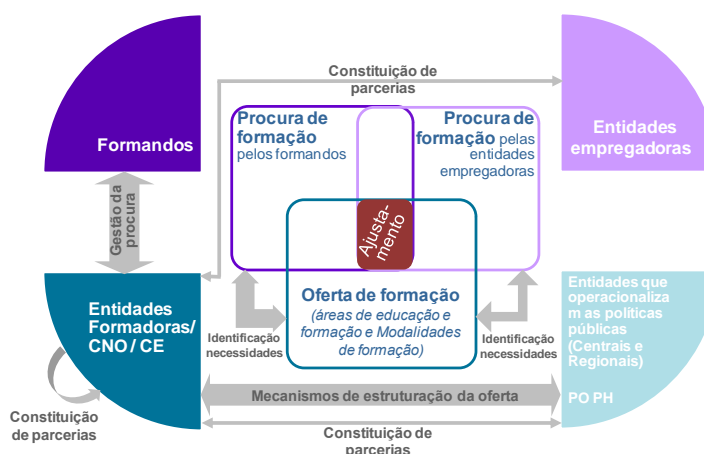 Constituição de
parcerias
Formandos
Procura de
formação
pelos formandos
Procura de
formação pelas
entidades
empregadoras
Entidades
empregadoras
Gestão da
procura
Ajusta-
mento
Entidades
Formadoras/
CNO / CE
Oferta de formação
(áreas de educação e
formação e Modalidades
de formação)
Entidades que
operacionaliza
m as políticas
públicas
(Centrais e
Regionais)
PO PH
Identificação
necessidades
Identificação
necessidades
Mecanismos de estruturação da oferta
Constituição
de parcerias
Constituição de
parcerias